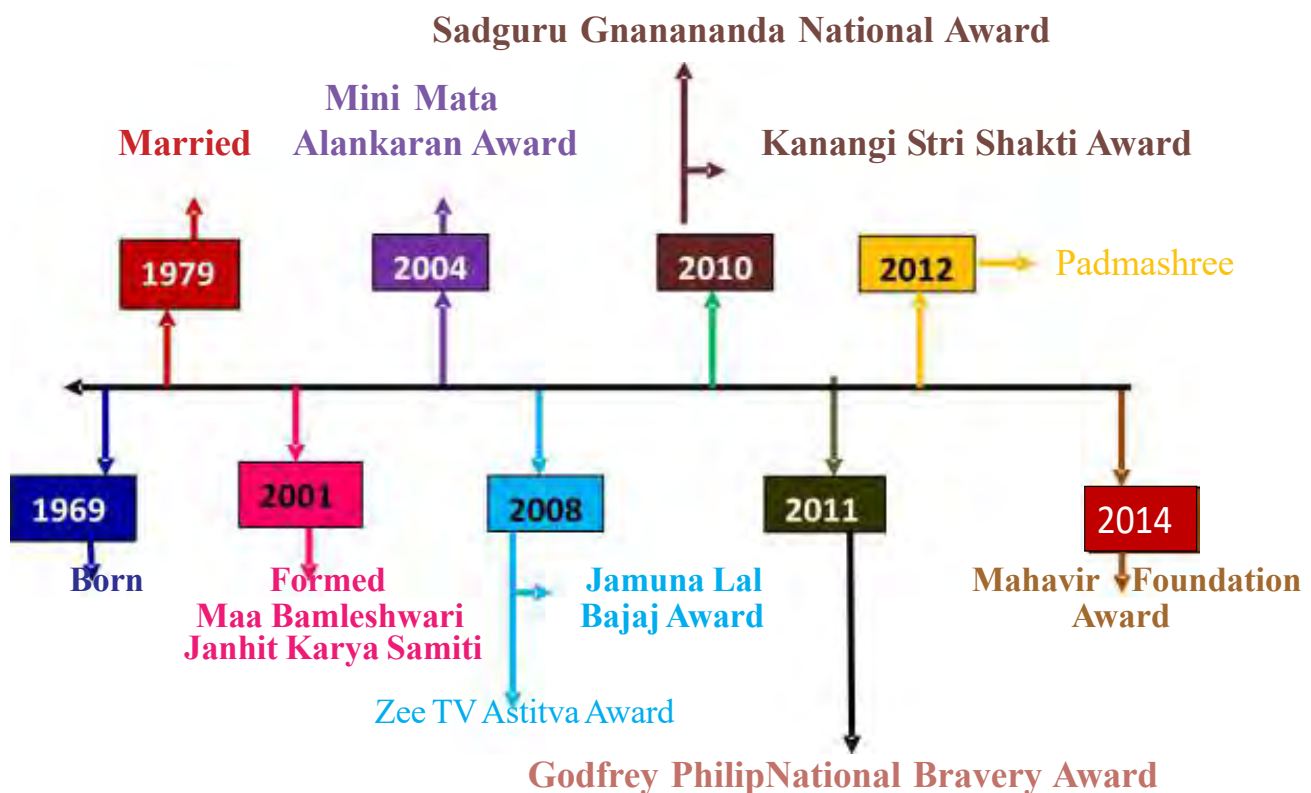 Sadguru Gnanananda National Award
Mini Mata
Married
Alankaran Award
Kanangi Stri Shakti Award
1979
2004
2010
2012
Padmashree
1969
2001
2008
2011
2014
Born
Formed
Maa Bamleshwari
Janhit Karya Samiti
Jamuna Lal
Bajaj Award
Mahavir Foundation
Award
Zee TV Astitva Award
Godfrey PhilipNational Bravery Award